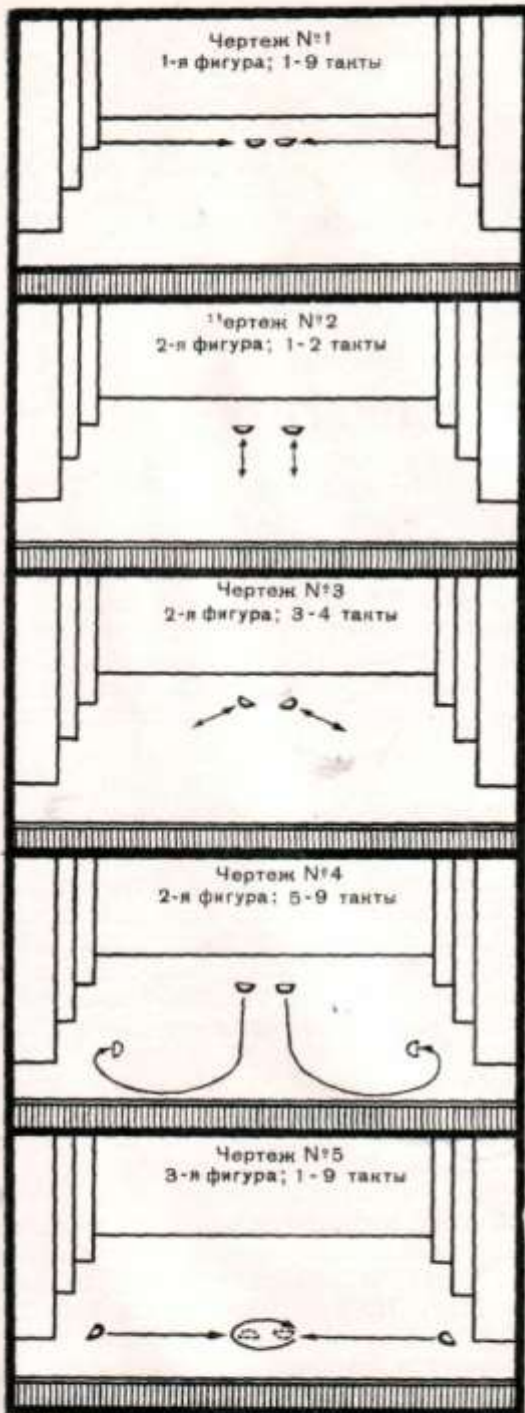 Чертеж №1
1-я фигура; 1-9 такты
Чертеж №2
2-я фигура; 1-2 такты
Чертеж №3
2-я фигура; 3-4 такты
Чертеж №4
2-я фигура: 5-9 такты
Чертеж №5
3-я фигура; 1-9 такты